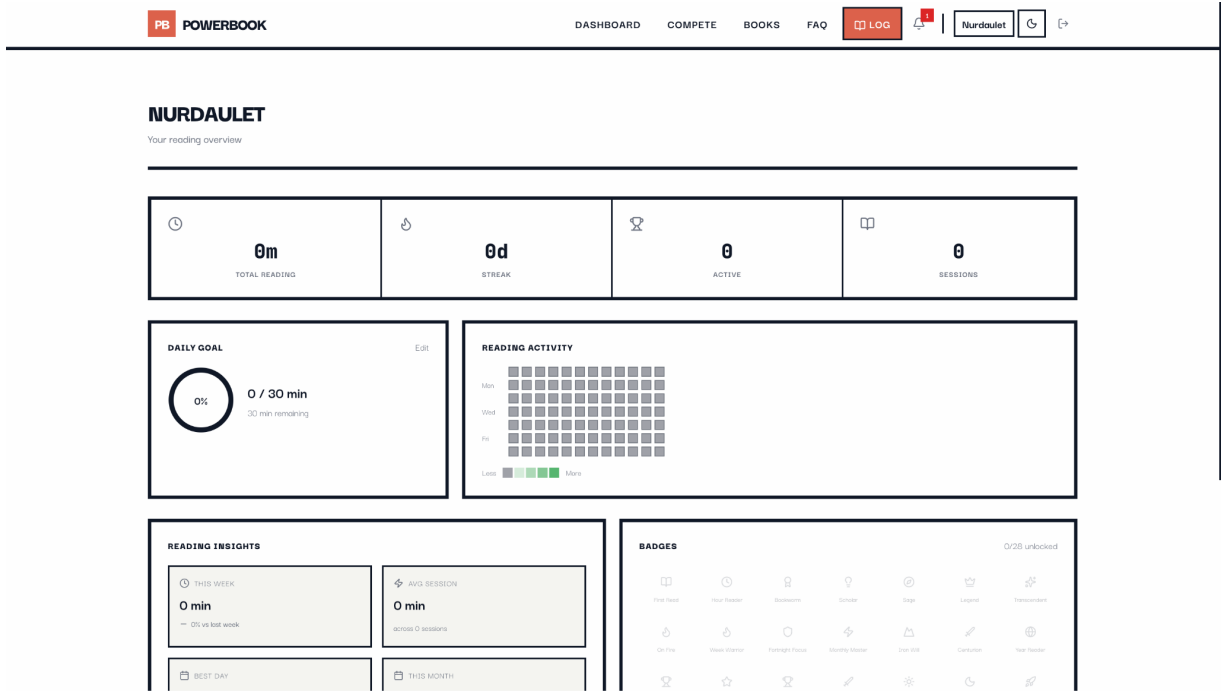 PB POWERBOOK DASHBOARD COMPETE BOOKS FAQ LOG 1 Nurdaulet
NURDAULET
Your reading overview
0m 0d 0 0
TOTAL READING STREAK ACTIVE SESSIONS
DAILY GOAL Edit
0%
0 / 30 min
30 min remaining
READING ACTIVITY
Mon
Wed
Fri
Less More
READING INSIGHTS
THIS WEEK
0 min
0% vs last week
AVG SESSION
0 min
across 0 sessions
BEST DAY
THIS MONTH
BADGES 0/28 unlocked
First Read Hour Reader Bookworm Scholar Sage Legend Transcendent
On Fire Week Warrior Fortnight Focus Monthly Master Iron Will Centurion Year Reader